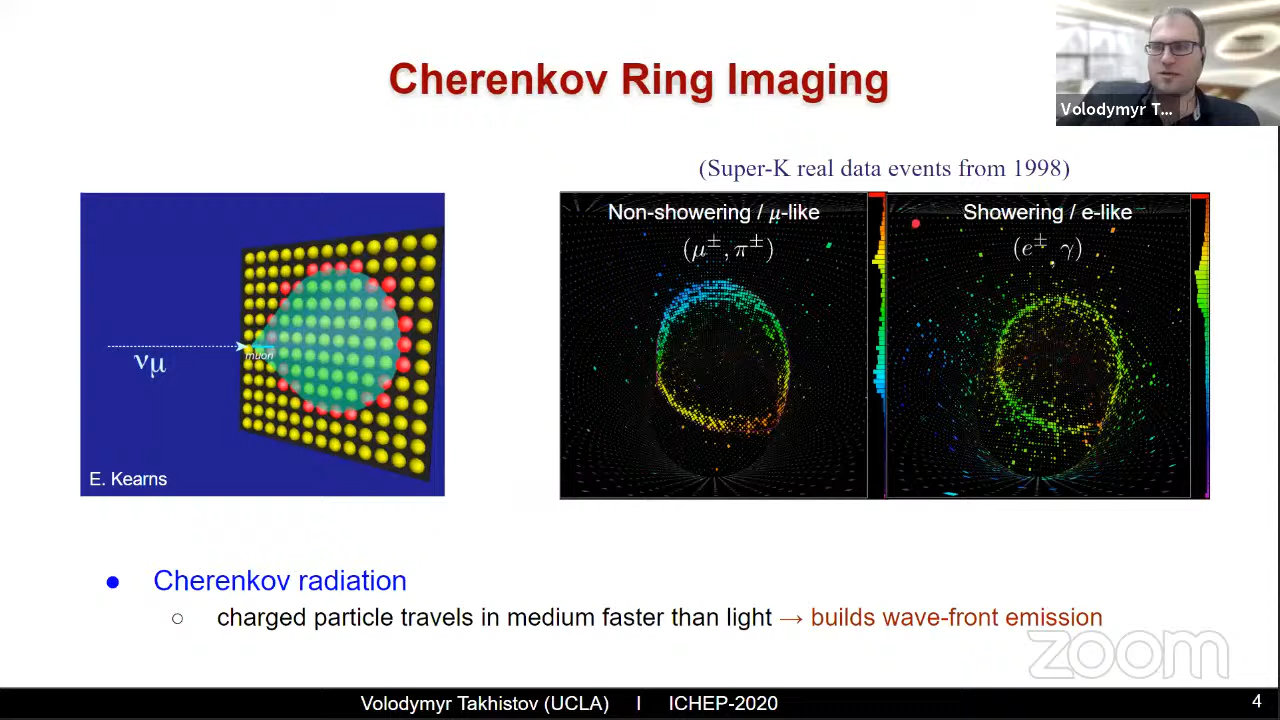 Cherenkov Ring Imaging
Volodymyr T...
(Super-K real data events from 1998)
νμ
muon
E. Kearns
Non-showering / μ-like
(μ±, π±)
Showering / e-like
(e±, γ)
● Cherenkov radiation
○ charged particle travels in medium faster than light → builds wave-front emission
zoom
Volodymyr Takhistov (UCLA) I ICHEP-2020
4